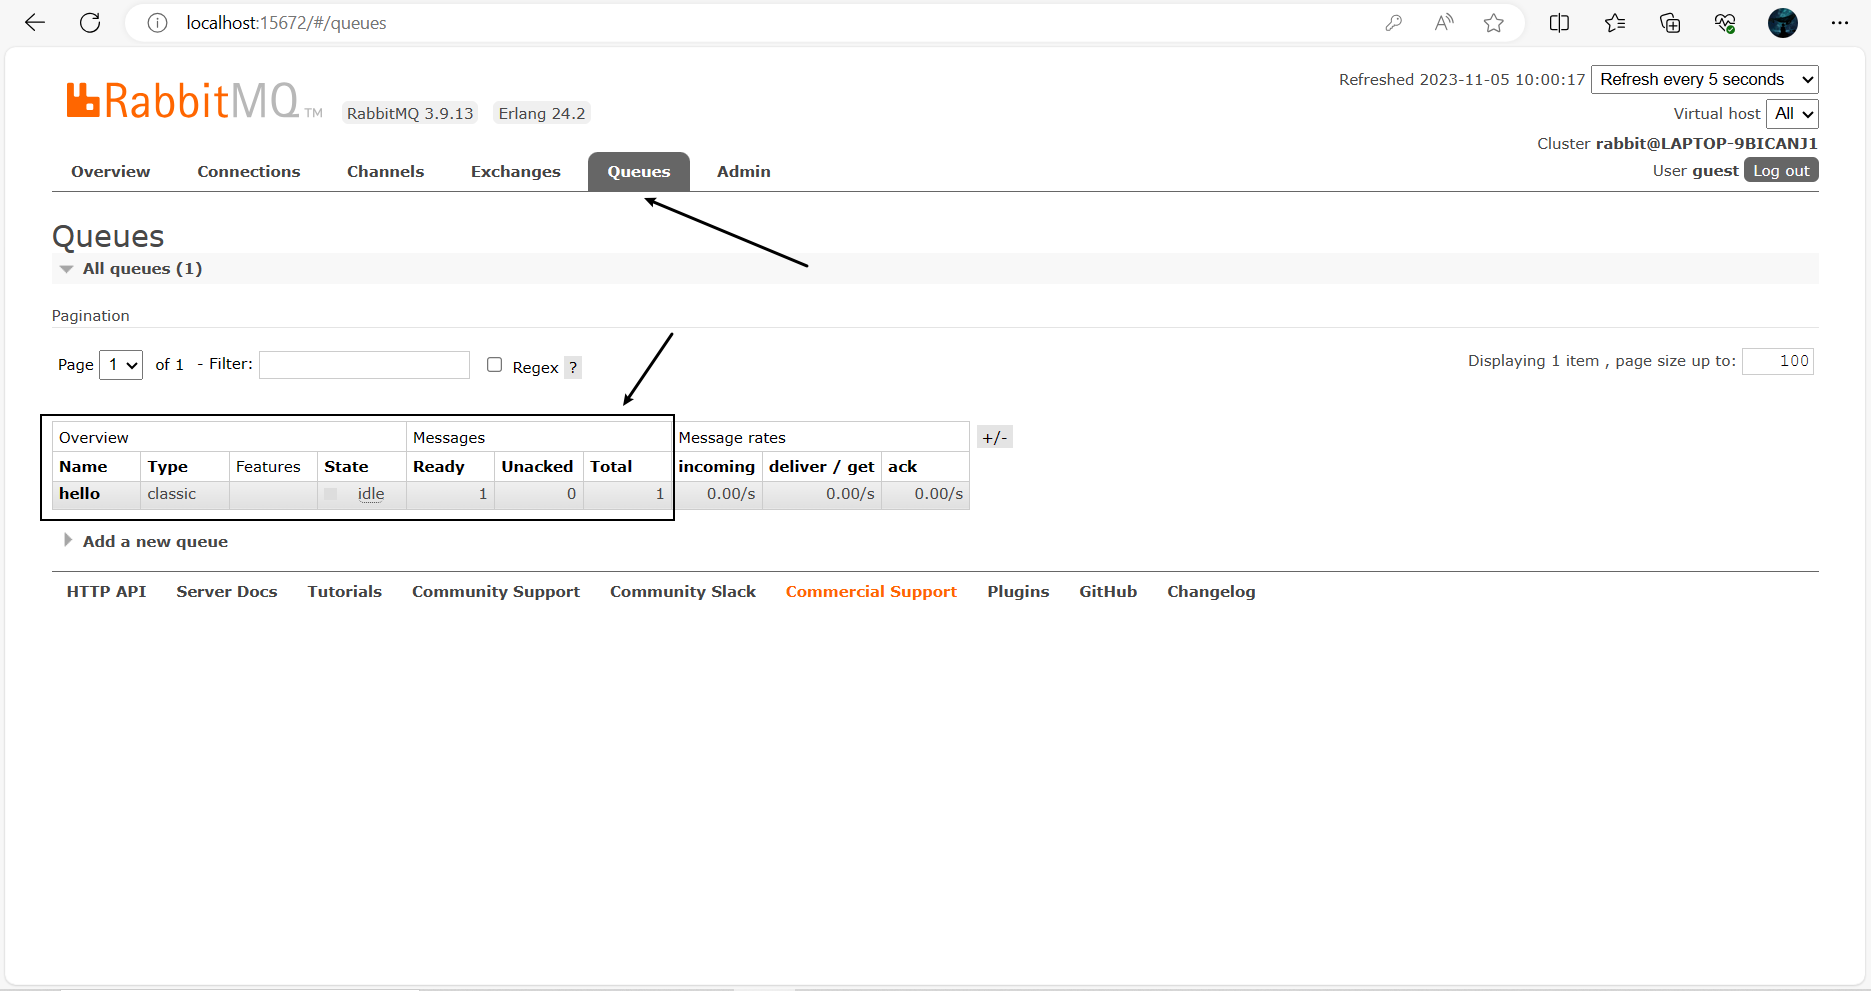 localhost:15672/#/queues
RabbitMQ TM RabbitMQ 3.9.13 Erlang 24.2
Refreshed 2023-11-05 10:00:17 Refresh every 5 seconds
Virtual host All
Cluster rabbit@LAPTOP-9BICANJ1
User guest Log out
Overview Connections Channels Exchanges Queues Admin
Queues
All queues (1)
Pagination
Page 1 of 1 - Filter: Regex ?
Displaying 1 item , page size up to: 100
Overview Messages Message rates +/-
Name Type Features State Ready Unacked Total incoming deliver / get ack
hello classic idle 1 0 1 0.00/s 0.00/s 0.00/s
Add a new queue
HTTP API Server Docs Tutorials Community Support Community Slack Commercial Support Plugins GitHub Changelog